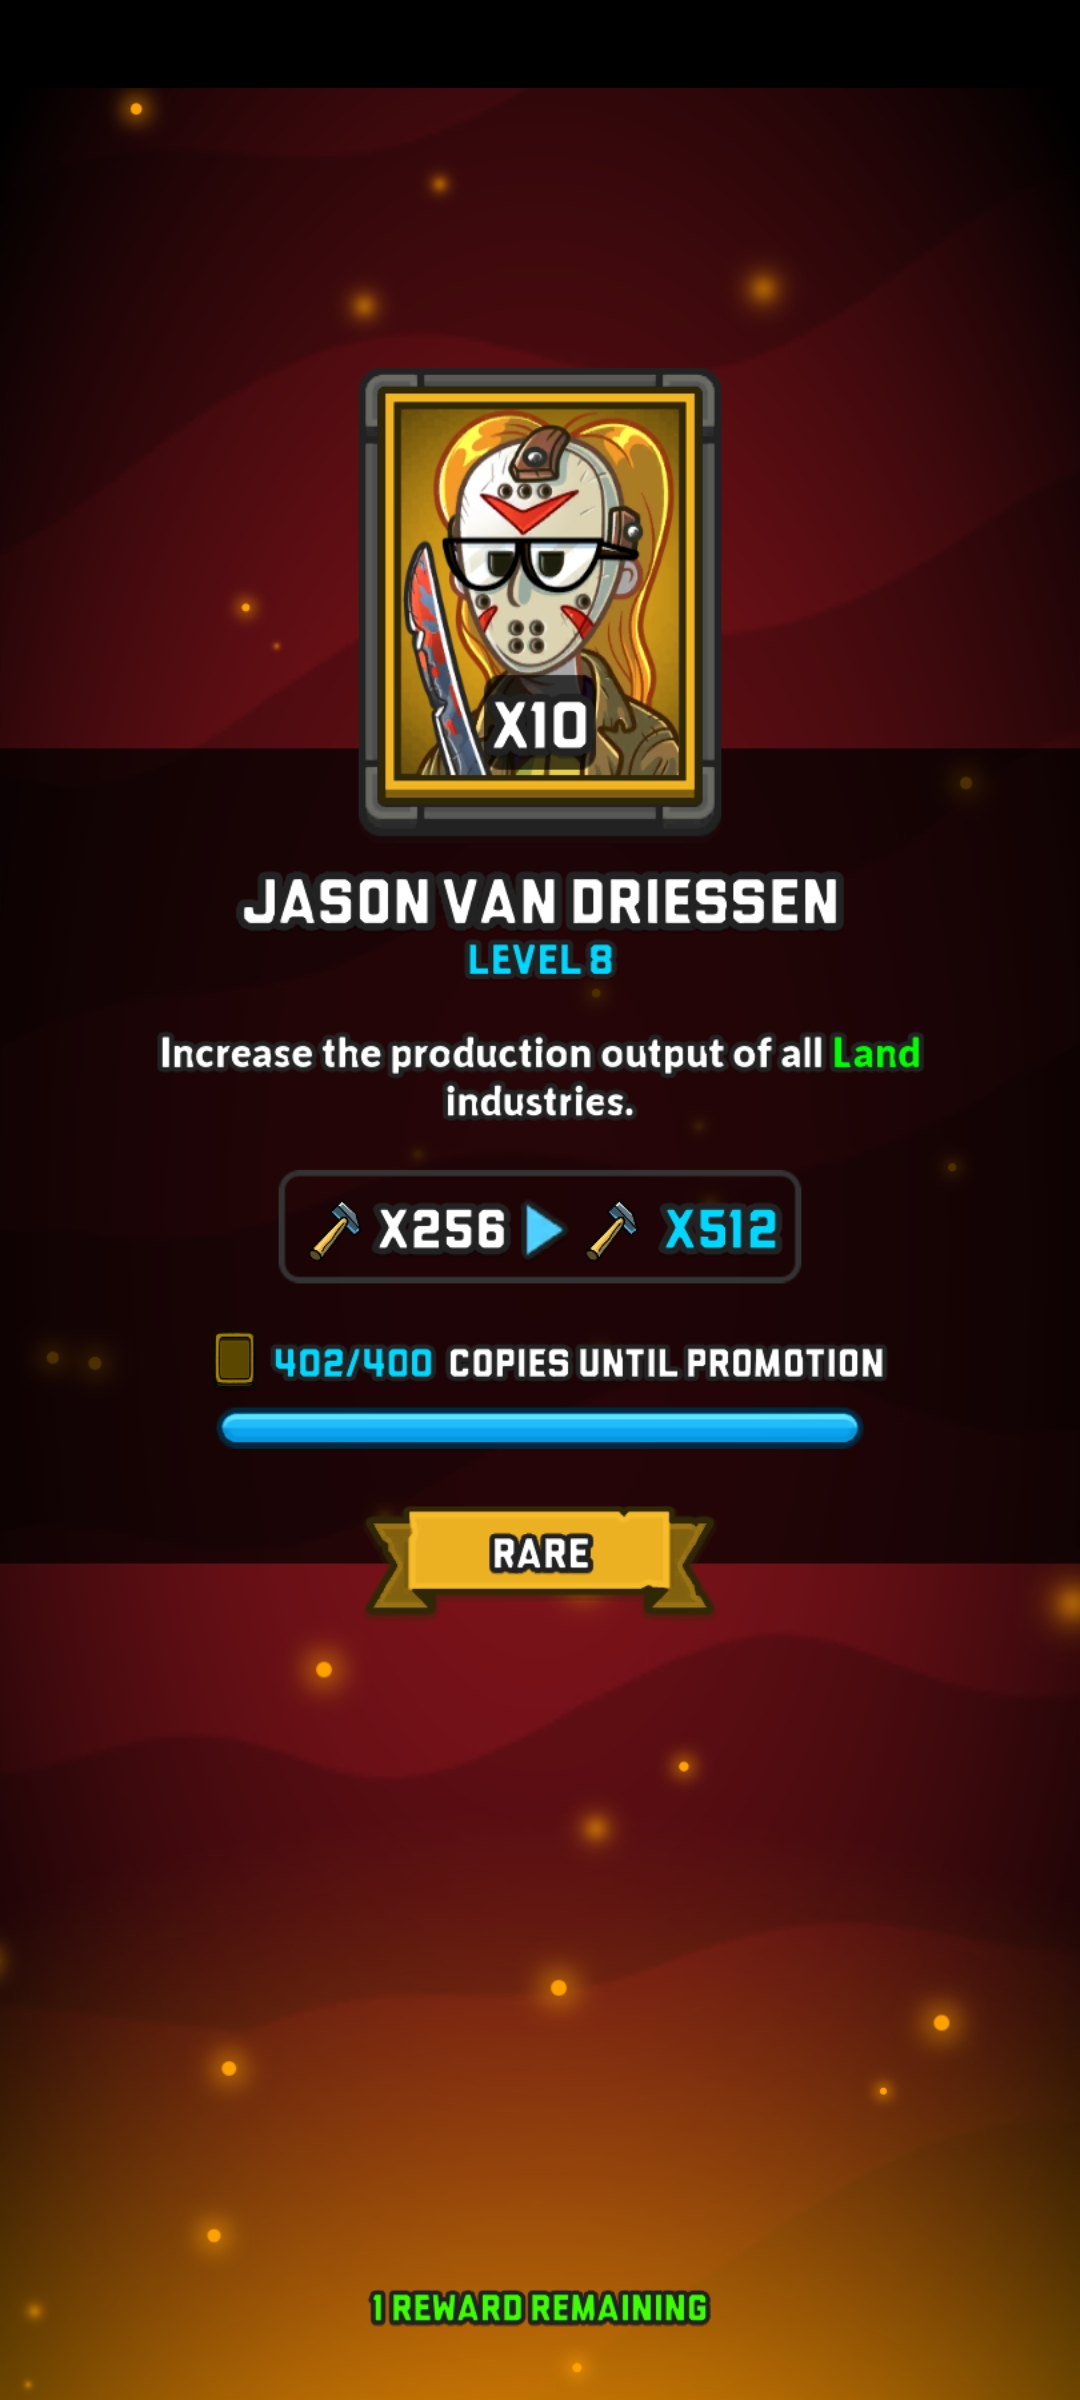 X10
JASON VAN DRIESSEN
LEVEL 8
Increase the production output of all Land
industries.
X256 X512
402/400 COPIES UNTIL PROMOTION
RARE
1 REWARD REMAINING